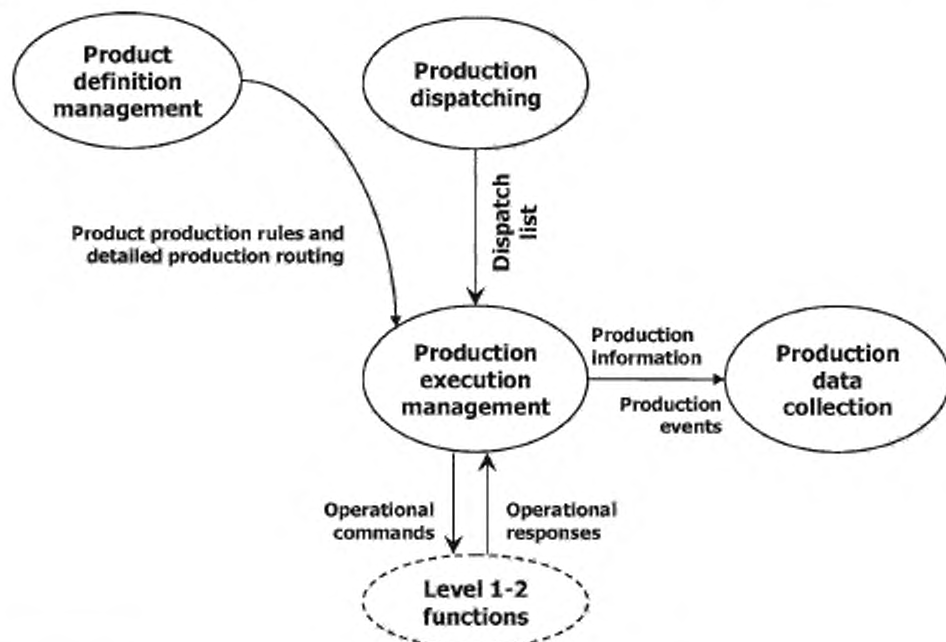 Product
definition
management
Production
dispatching
Dispatch
list
Product production rules and
detailed production routing
Production
execution
management
Production
information
Production
events
Production
data
collection
Operational
commands
Operational
responses
Level 1-2
functions